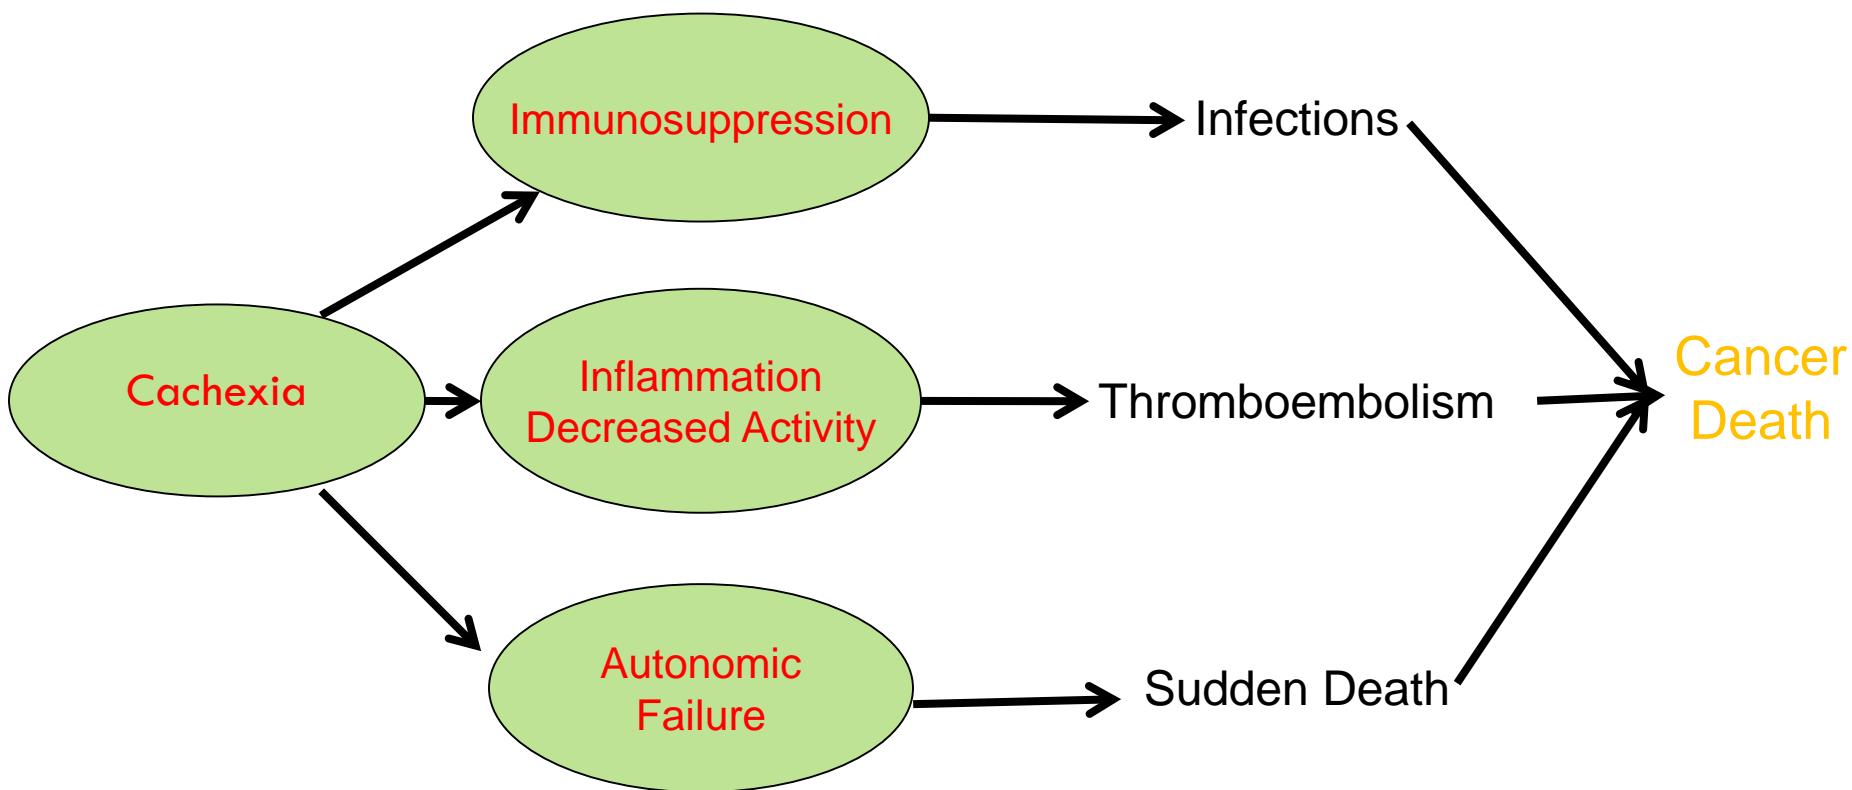 Immunosuppression
Infections
Cachexia
Inflammation
Decreased Activity
Thromboembolism
Cancer
Death
Autonomic
Failure
Sudden Death